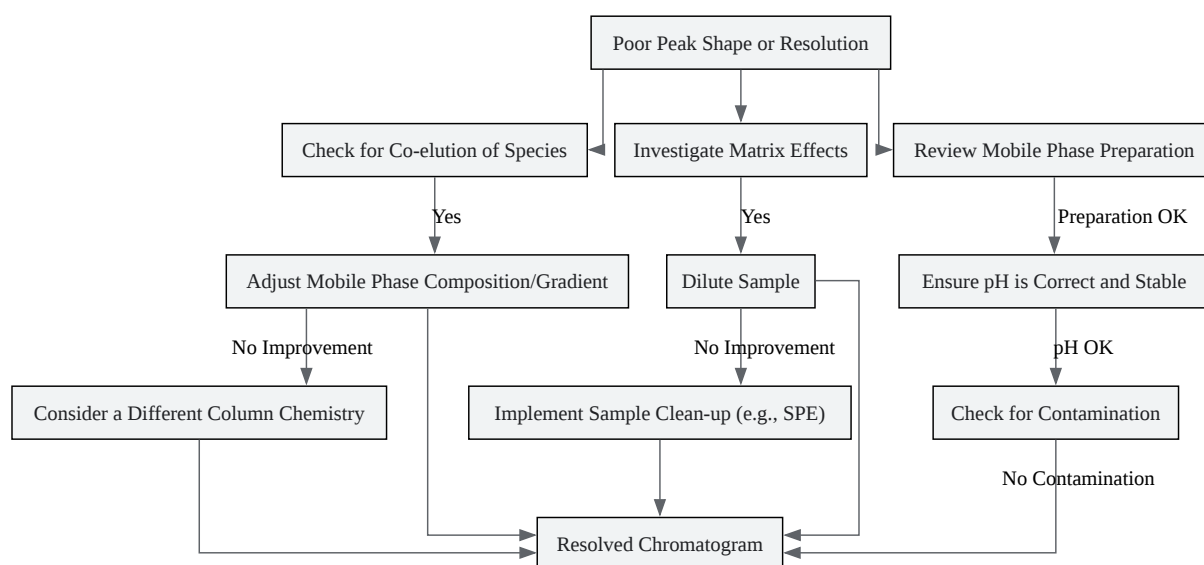 Poor Peak Shape or Resolution
Check for Co-elution of Species
Investigate Matrix Effects
Review Mobile Phase Preparation
Yes
Yes
Preparation OK
Adjust Mobile Phase Composition/Gradient
Dilute Sample
Ensure pH is Correct and Stable
No Improvement
No Improvement
pH OK
Consider a Different Column Chemistry
Implement Sample Clean-up (e.g., SPE)
Check for Contamination
No Contamination
Resolved Chromatogram